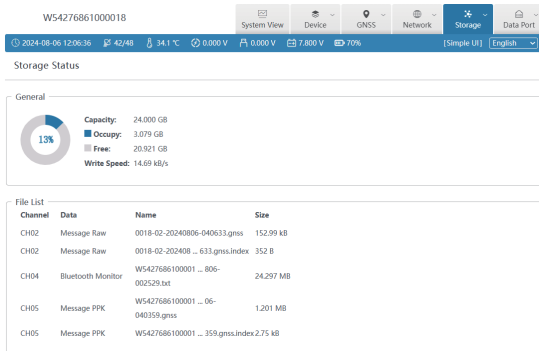 W54276861000018
System View
Device
GNSS
Network
Storage
Data Port
2024-08-06 12:06:36 42/48 34.1 ℃ 0.000 V 0.000 V 7.800 V 70% [Simple UI] English
Storage Status
General
Capacity: 24.000 GB
13%
Occupy: 3.079 GB
Free: 20.921 GB
Write Speed: 14.69 kB/s
File List
Channel Data Name Size
CH02 Message Raw 0018-02-20240806-040633.gnss 152.99 kB
CH02 Message Raw 0018-02-202408 ... 633.gnss.index 352 B
CH04 Bluetooth Monitor W5427686100001 ... 806-
002529.txt 24.297 MB
CH05 Message PPK W5427686100001 ... 06-
040359.gnss 1.201 MB
CH05 Message PPK W5427686100001 ... 359.gnss.index 2.75 kB